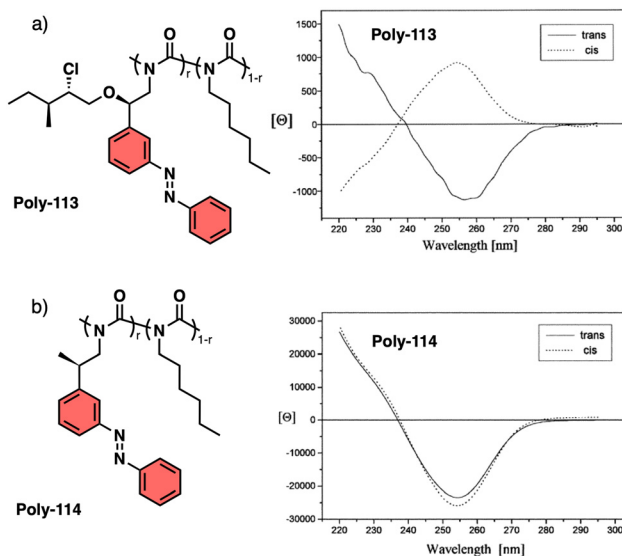 a)
Cl
O
N
O
r
N
O
1-r
N
N
Poly-113
Poly-113
trans
cis
[Θ]
1500
1000
500
0
-500
-1000
220 230 240 250 260 270 280 290 300
Wavelength [nm]
b)
N
O
r
N
O
1-r
N
N
Poly-114
Poly-114
trans
cis
[Θ]
30000
20000
10000
0
-10000
-20000
-30000
220 230 240 250 260 270 280 290 300
Wavelength [nm]